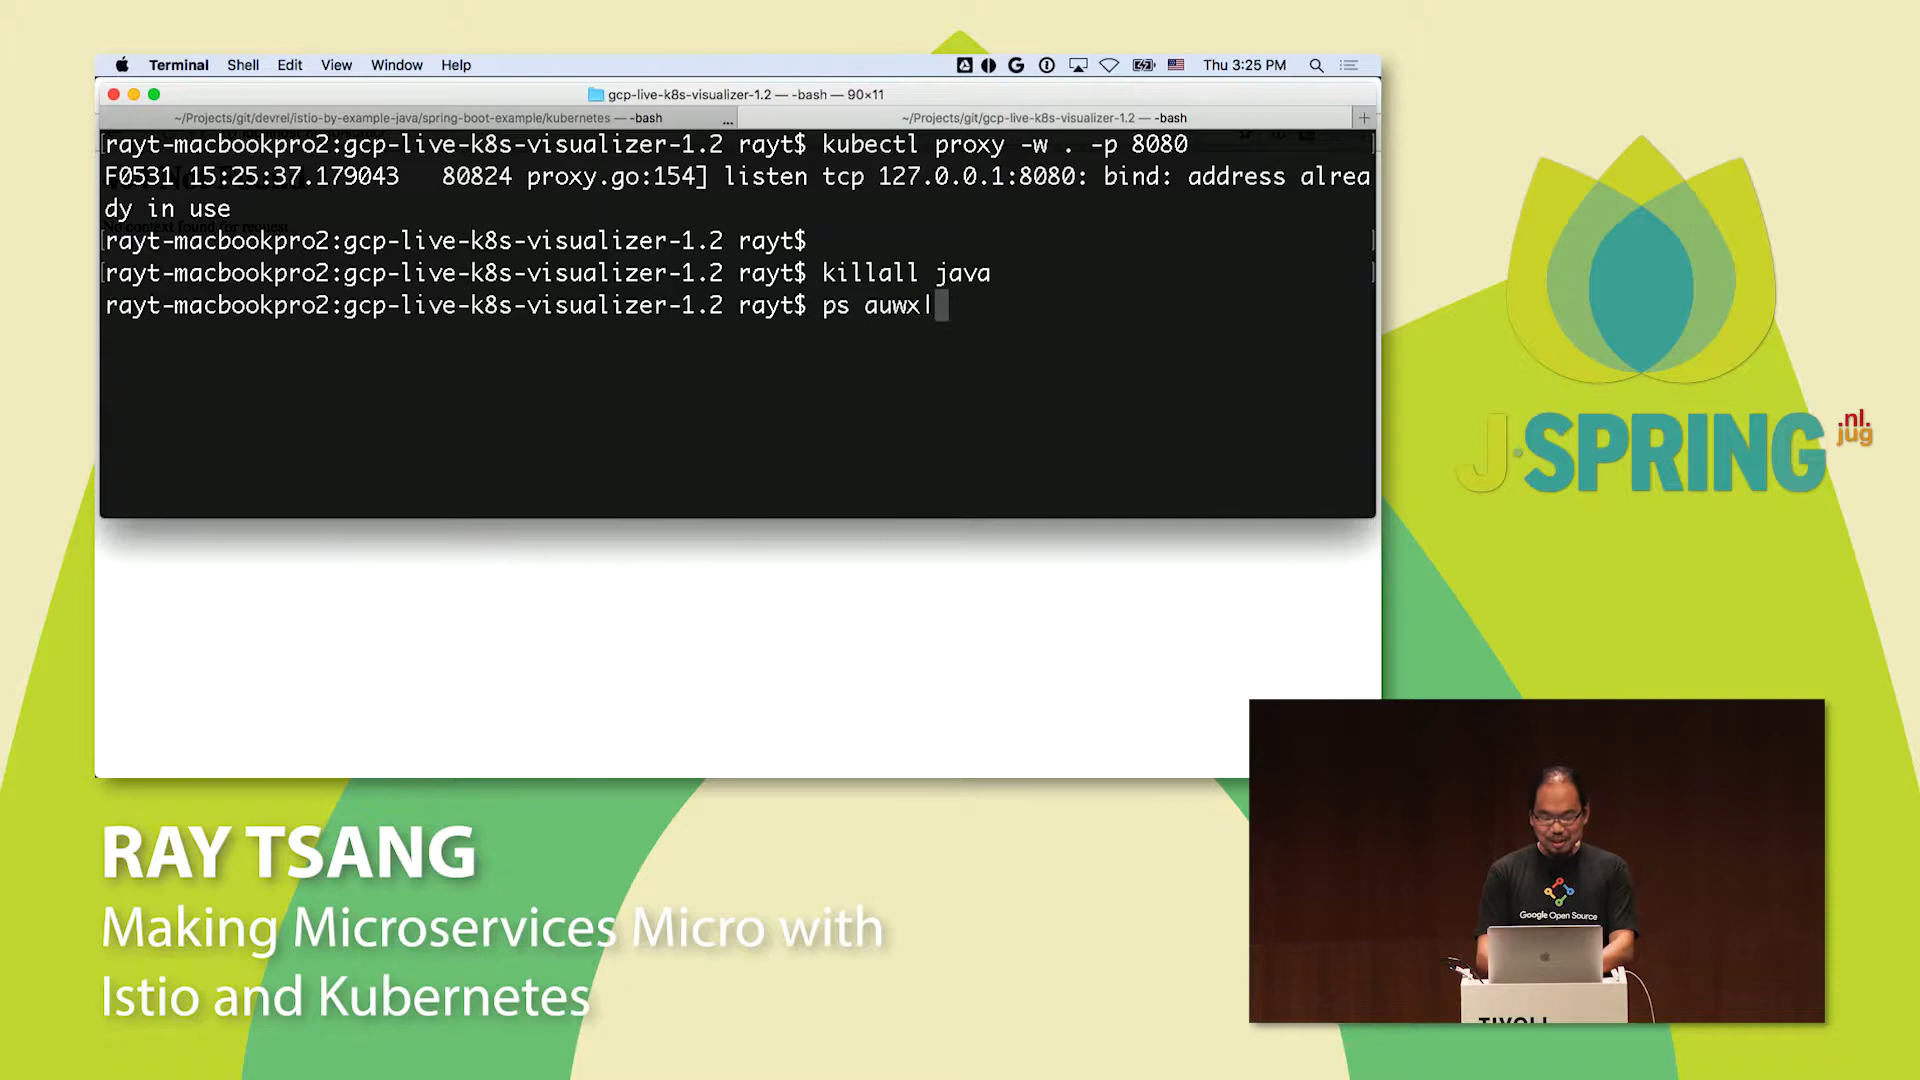 Terminal Shell Edit View Window Help Thu 3:25 PM
gcp-live-k8s-visualizer-1.2 — -bash — 90×11
~/Projects/git/devrel/istio-by-example-java/spring-boot-example/kubernetes — -bash ... ~/Projects/git/gcp-live-k8s-visualizer-1.2 — -bash +
[rayt-macbookpro2:gcp-live-k8s-visualizer-1.2 rayt$ kubectl proxy -w . -p 8080
F0531 15:25:37.179043   80824 proxy.go:154] listen tcp 127.0.0.1:8080: bind: address alrea
dy in use
No context found for request
[rayt-macbookpro2:gcp-live-k8s-visualizer-1.2 rayt$ ]
[rayt-macbookpro2:gcp-live-k8s-visualizer-1.2 rayt$ killall java ]
rayt-macbookpro2:gcp-live-k8s-visualizer-1.2 rayt$ ps auwx|
J·SPRING
.nl.
jug
Google Open Source
TIVOLI
RAY TSANG
Making Microservices Micro with
Istio and Kubernetes